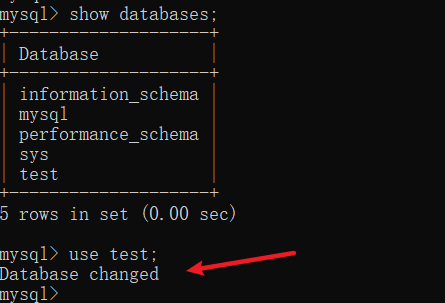 mysql> show databases;
+--------------------+
| Database           |
+--------------------+
| information_schema |
| mysql              |
| performance_schema |
| sys                |
| test               |
+--------------------+
5 rows in set (0.00 sec)
mysql> use test;
Database changed
mysql>